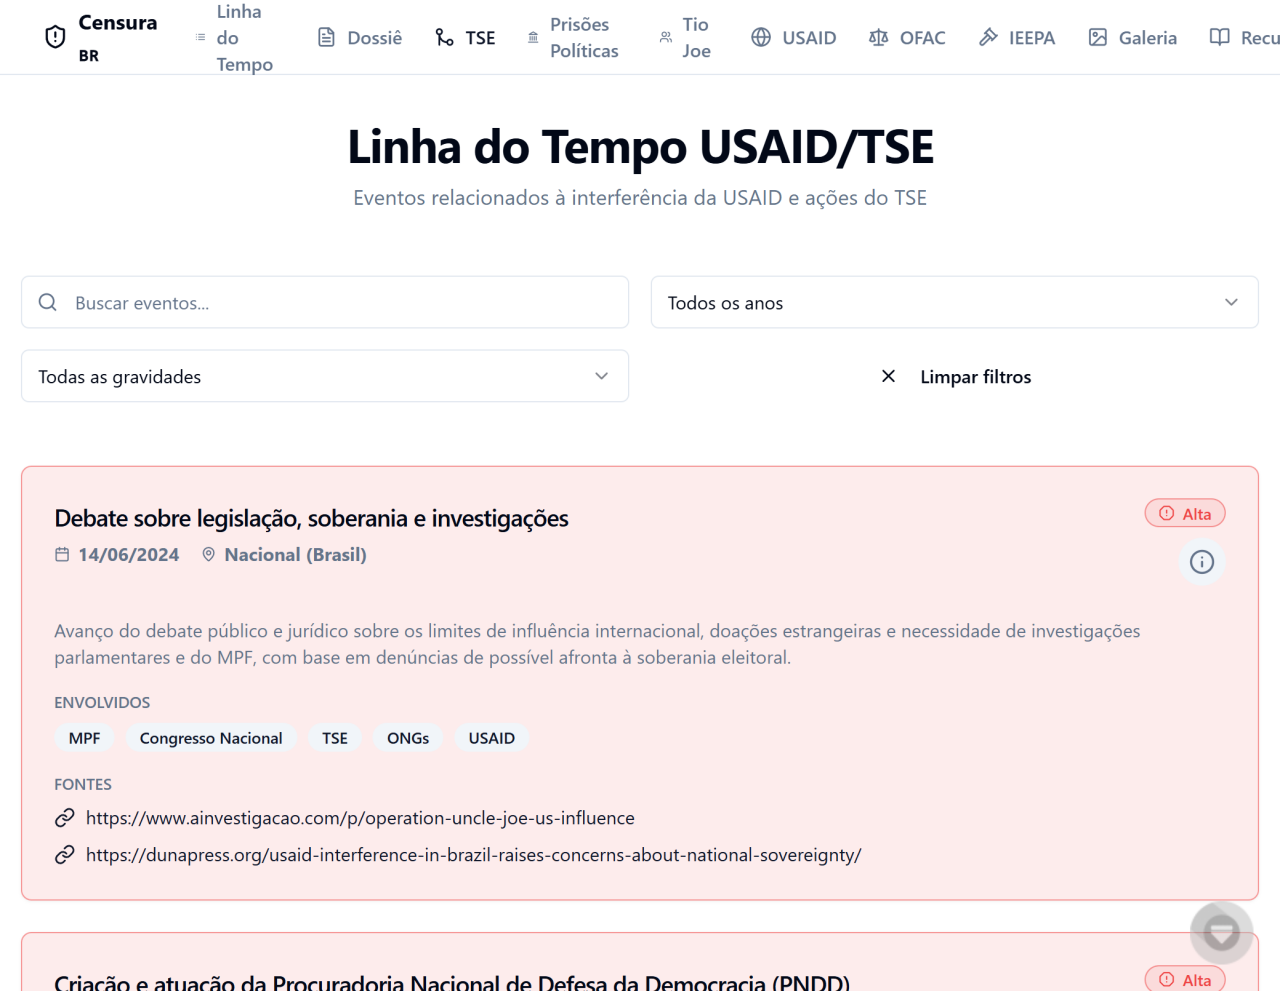 Censura
BR
Linha
do
Tempo
Dossiê
TSE
Prisões
Políticas
Tio
Joe
USAID
OFAC
IEEPA
Galeria
Recu
Linha do Tempo USAID/TSE
Eventos relacionados à interferência da USAID e ações do TSE
Buscar eventos...
Todos os anos
Todas as gravidades
Limpar filtros
Debate sobre legislação, soberania e investigações
Alta
14/06/2024 Nacional (Brasil)
Avanço do debate público e jurídico sobre os limites de influência internacional, doações estrangeiras e necessidade de investigações
parlamentares e do MPF, com base em denúncias de possível afronta à soberania eleitoral.
ENVOLVIDOS
MPF Congresso Nacional TSE ONGs USAID
FONTES
https://www.ainvestigacao.com/p/operation-uncle-joe-us-influence
https://dunapress.org/usaid-interference-in-brazil-raises-concerns-about-national-sovereignty/
Criação e atuação da Procuradoria Nacional de Defesa da Democracia (PNDD)
Alta